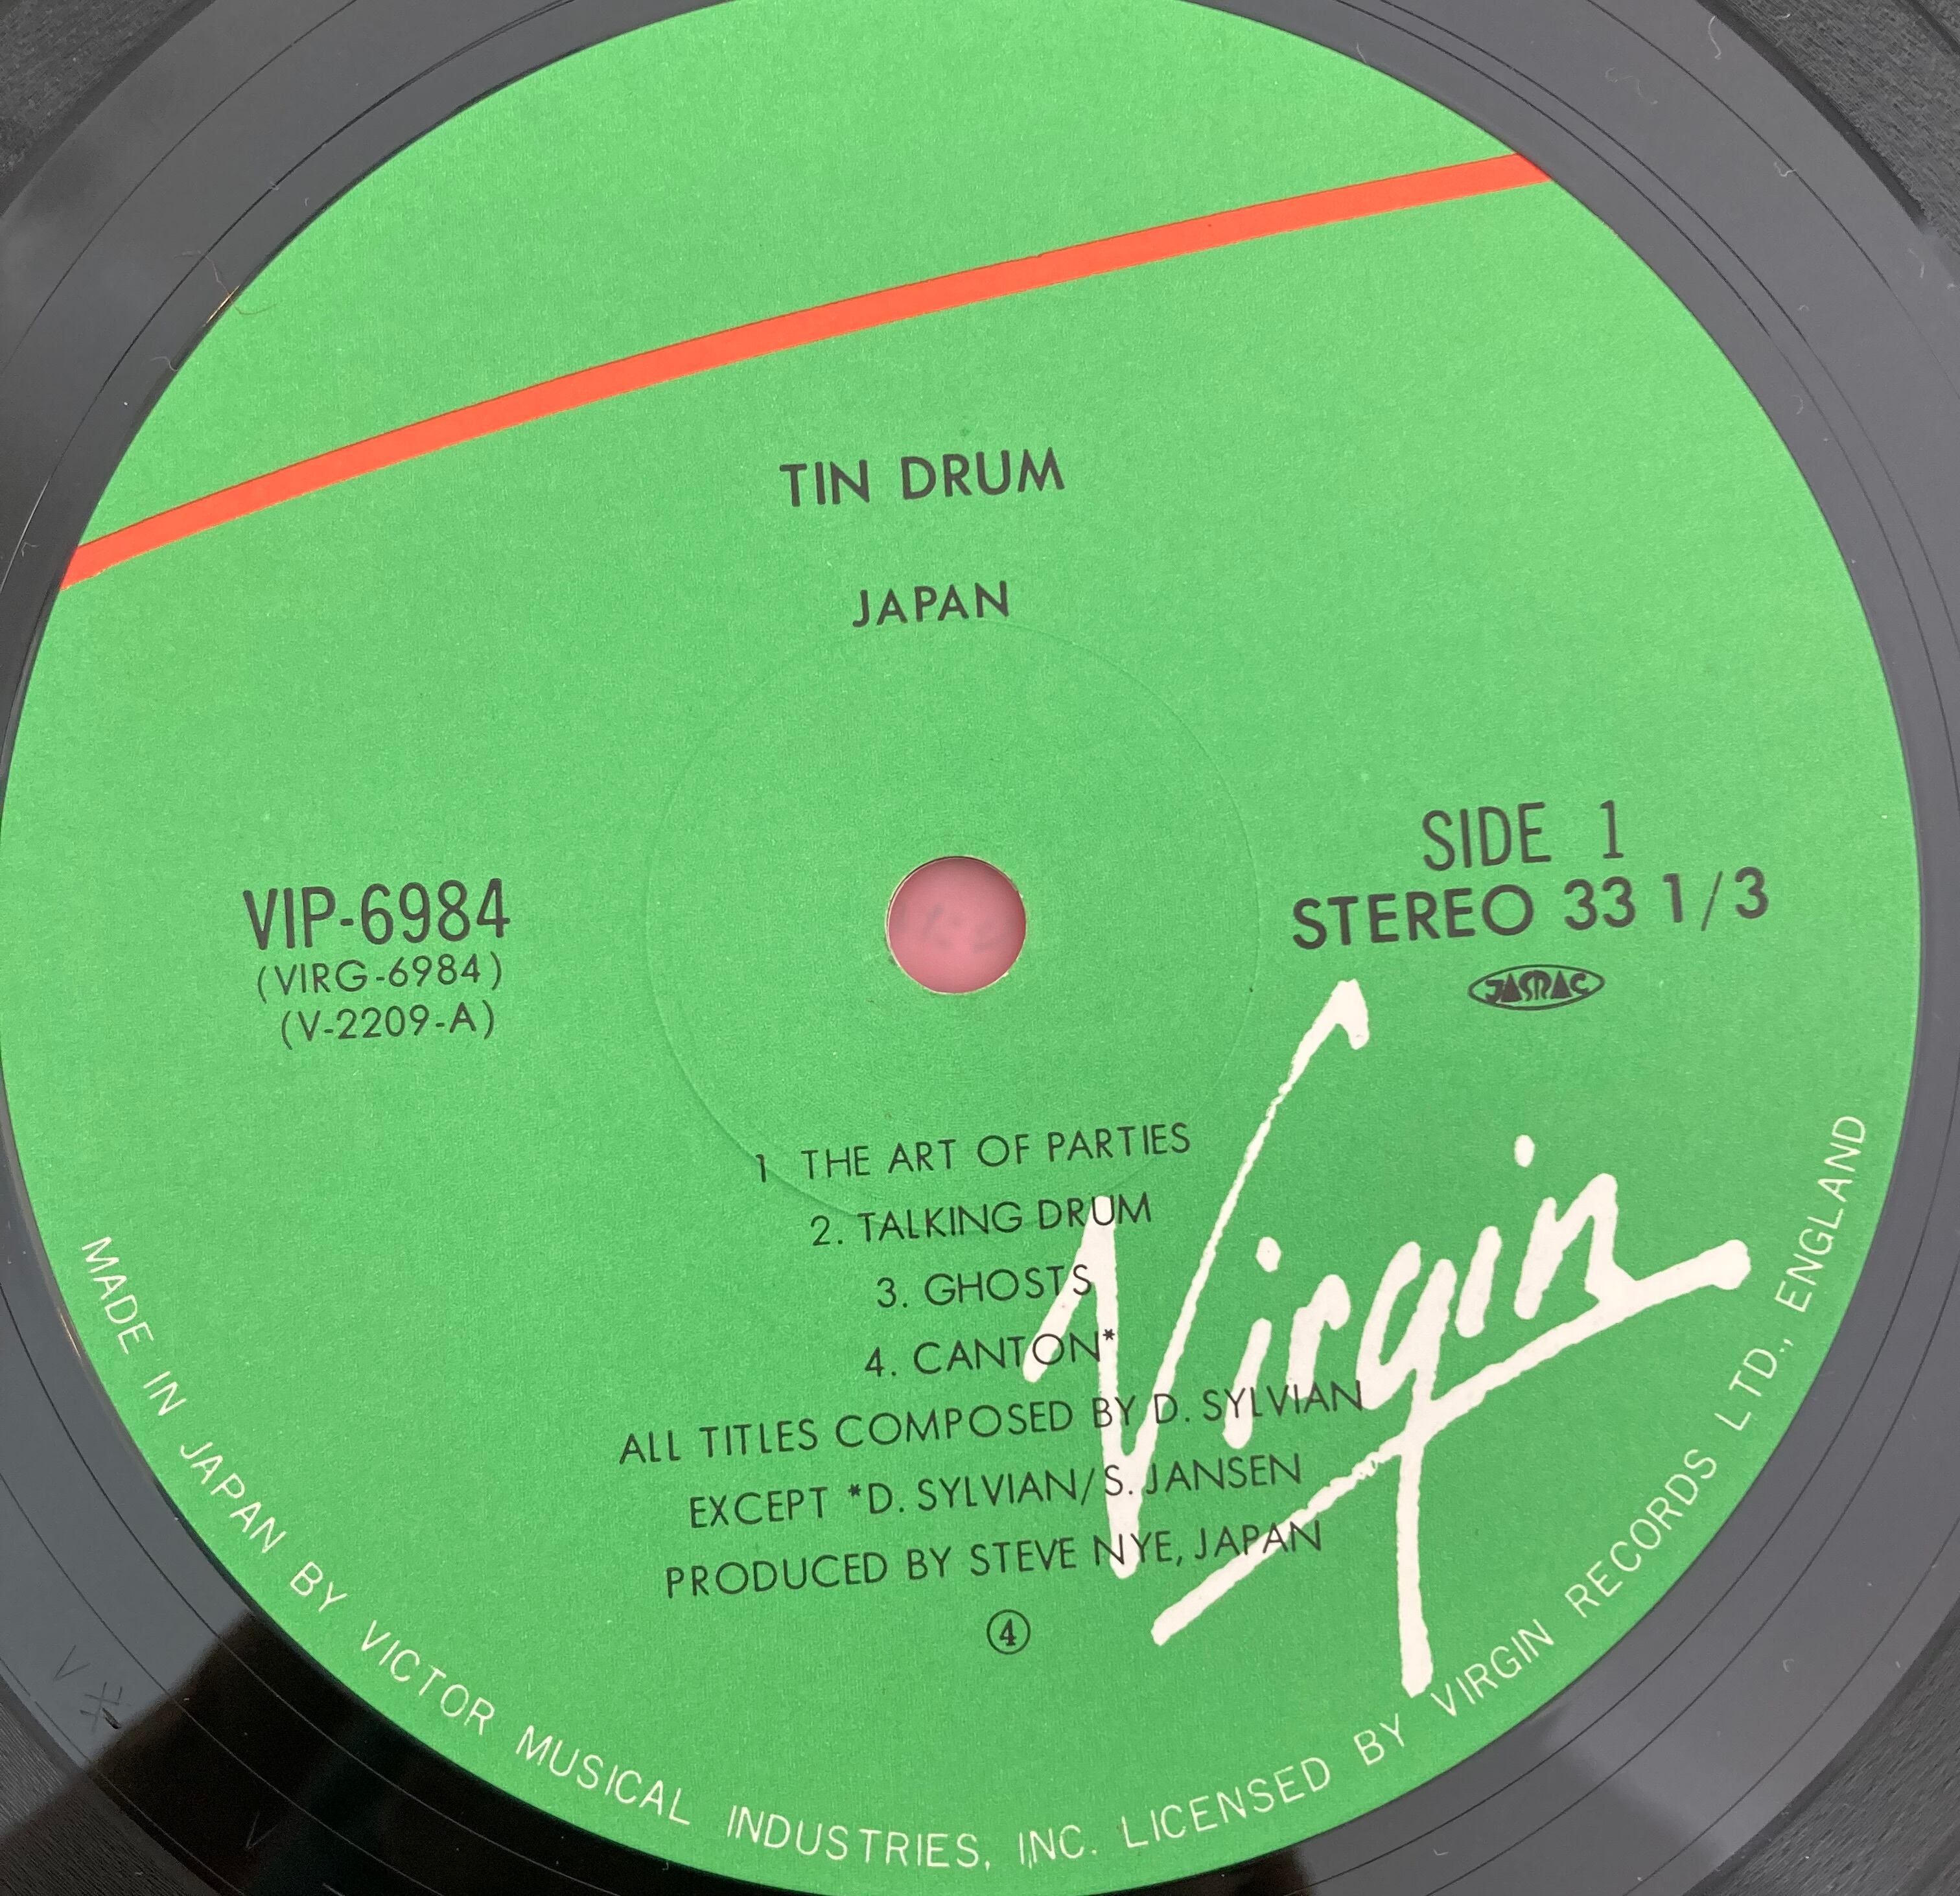 TIN DRUM
JAPAN
VIP-6984
(VIRG-6984)
(V-2209-A)
SIDE 1
STEREO 33 1/3
JASRAC
1 THE ART OF PARTIES
2. TALKING DRUM
3. GHOSTS
4. CANTON*
ALL TITLES COMPOSED BY D. SYLVIAN
EXCEPT *D. SYLVIAN/S. JANSEN
PRODUCED BY STEVE NYE, JAPAN
④
Virgin
MADE IN JAPAN BY VICTOR MUSICAL INDUSTRIES, INC. LICENSED BY VIRGIN RECORDS LTD., ENGLAND